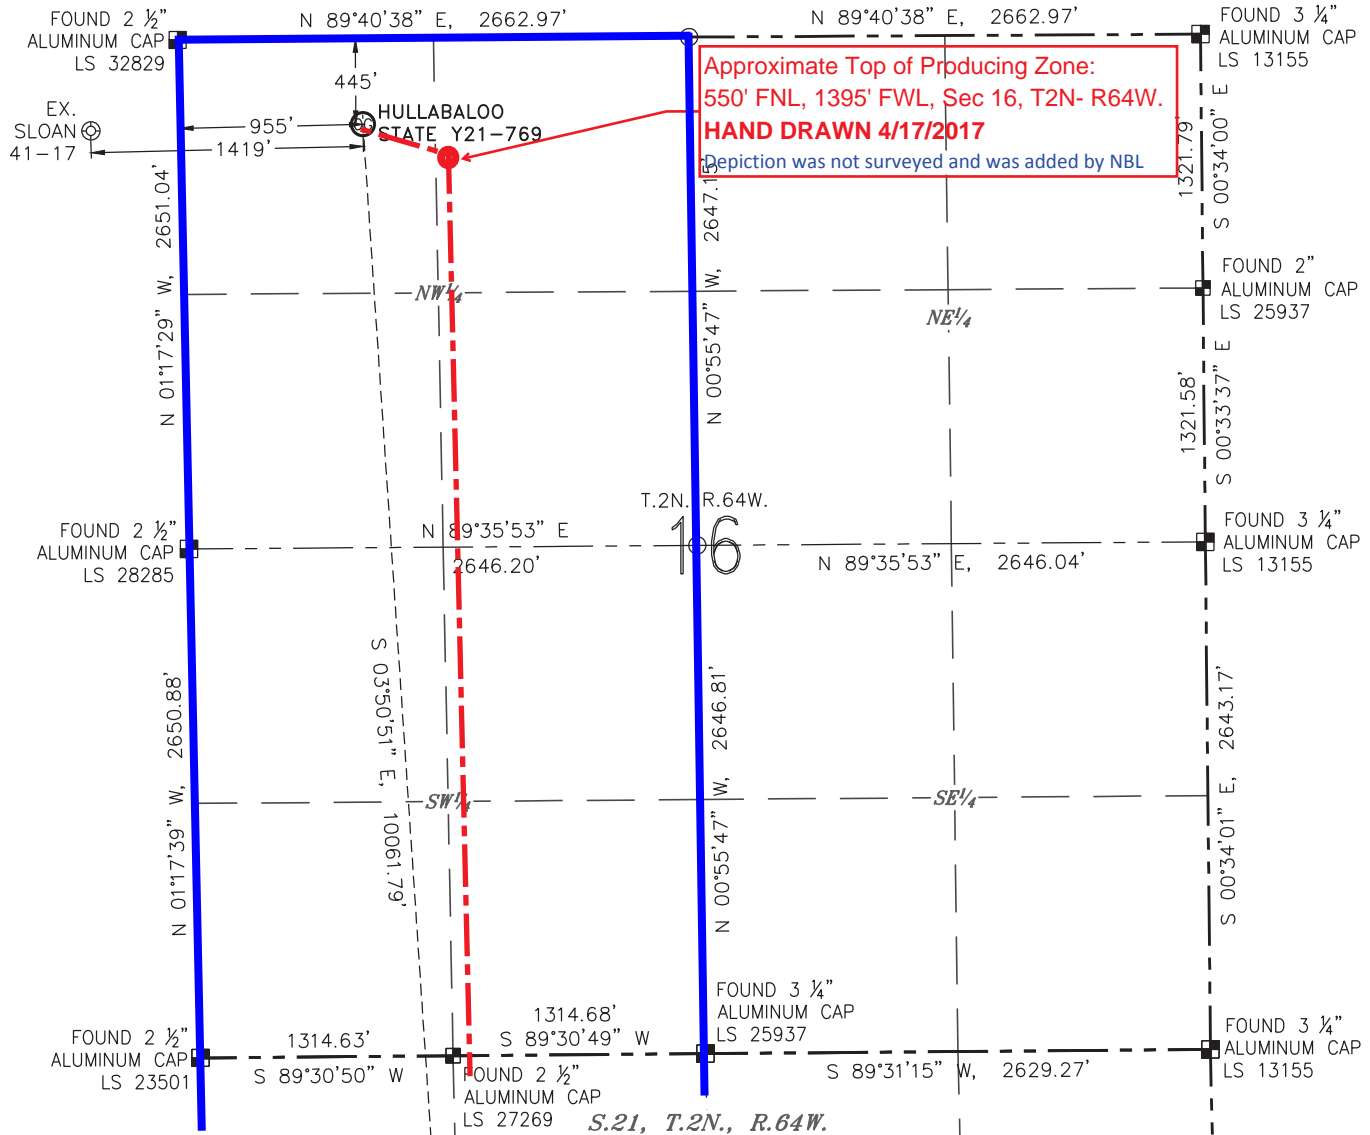 FOUND 2 ½"
ALUMINUM CAP
LS 32829
N 89°40'38" E, 2662.97'
N 89°40'38" E, 2662.97'
FOUND 3 ¼"
ALUMINUM CAP
LS 13155
445'
EX.
SLOAN
41-17
955'
1419'
HULLABALOO
STATE Y21-769
Approximate Top of Producing Zone:
550' FNL, 1395' FWL, Sec 16, T2N- R64W.
HAND DRAWN 4/17/2017
Depiction was not surveyed and was added by NBL
N 01°17'29" W, 2651.04'
N 00°55'47" W, 2647.15'
1321.79'
S 00°34'00" E
NW¼
NE¼
FOUND 2"
ALUMINUM CAP
LS 25937
1321.58'
S 00°33'37" E
T.2N. R.64W.
16
FOUND 2 ½"
ALUMINUM CAP
LS 28285
N 89°35'53" E
2646.20'
N 89°35'53" E, 2646.04'
FOUND 3 ¼"
ALUMINUM CAP
LS 13155
N 01°17'39" W, 2650.88'
S 03°50'51" E, 10061.79'
N 00°55'47" W, 2646.81'
S 00°34'01" E, 2643.17'
SW¼
SE¼
FOUND 2 ½"
ALUMINUM CAP
LS 23501
1314.63'
S 89°30'50" W
1314.68'
S 89°30'49" W
FOUND 2 ½"
ALUMINUM CAP
LS 27269
FOUND 3 ¼"
ALUMINUM CAP
LS 25937
S 89°31'15" W, 2629.27'
FOUND 3 ¼"
ALUMINUM CAP
LS 13155
S.21, T.2N., R.64W.